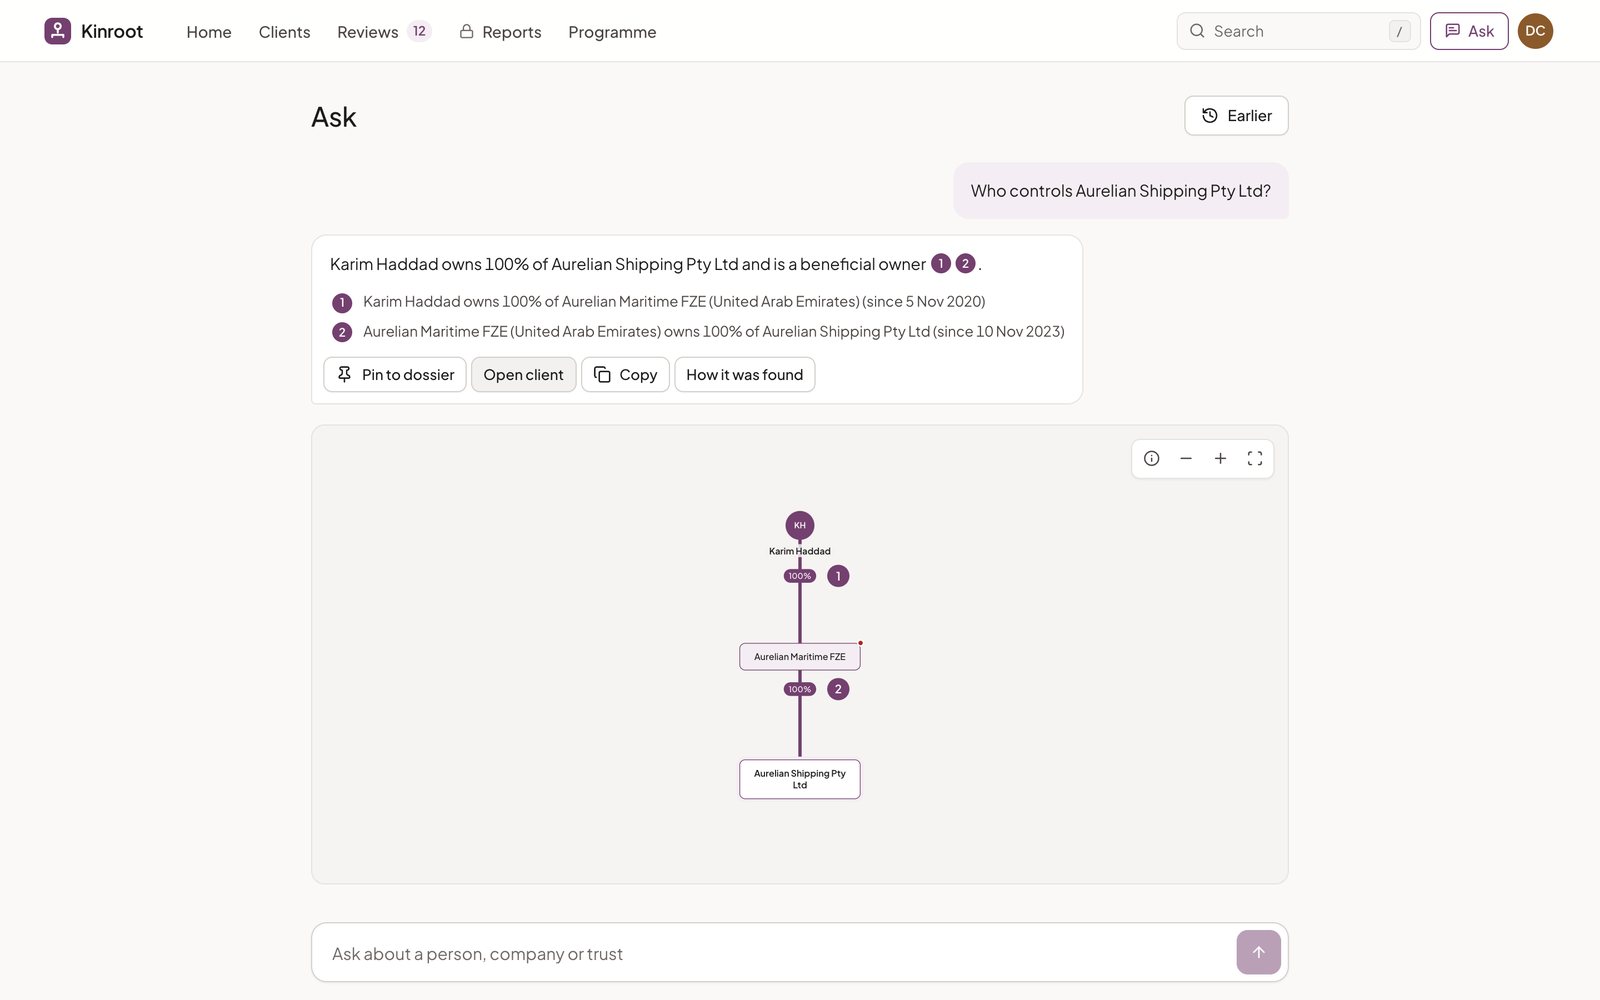 Kinroot Home Clients Reviews 12 Reports Programme Search / Ask DC
Ask
Earlier
Who controls Aurelian Shipping Pty Ltd?
Karim Haddad owns 100% of Aurelian Shipping Pty Ltd and is a beneficial owner 1 2 .
1 Karim Haddad owns 100% of Aurelian Maritime FZE (United Arab Emirates) (since 5 Nov 2020)
2 Aurelian Maritime FZE (United Arab Emirates) owns 100% of Aurelian Shipping Pty Ltd (since 10 Nov 2023)
Pin to dossier Open client Copy How it was found
KH
Karim Haddad
100% 1
Aurelian Maritime FZE
100% 2
Aurelian Shipping Pty
Ltd
Ask about a person, company or trust